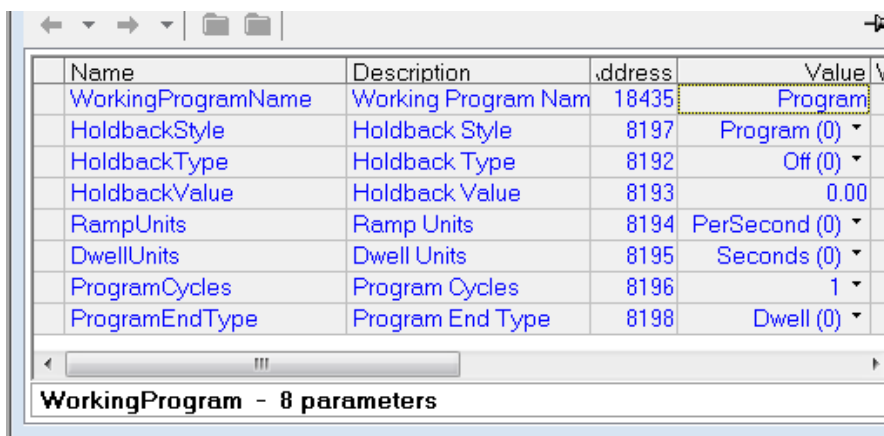 Name Description ddress Value
WorkingProgramName Working Program Nam 18435 Program
HoldbackStyle Holdback Style 8197 Program (0)
HoldbackType Holdback Type 8192 Off (0)
HoldbackValue Holdback Value 8193 0.00
RampUnits Ramp Units 8194 PerSecond (0)
DwellUnits Dwell Units 8195 Seconds (0)
ProgramCycles Program Cycles 8196 1
ProgramEndType Program End Type 8198 Dwell (0)
WorkingProgram - 8 parameters